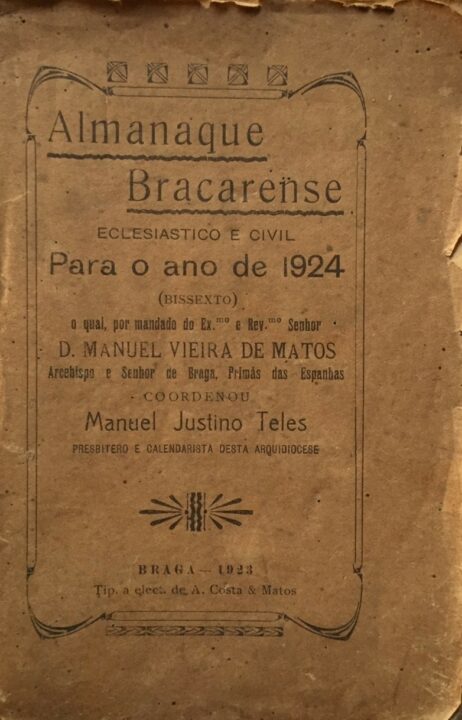 Almanaque
Bracarense
ECLESIASTICO E CIVIL
Para o ano de 1924
(BISSEXTO)
o qual, por mandado do Ex.ᵐᵒ e Rev.ᵐᵒ Senhor
D. MANUEL VIEIRA DE MATOS
Arcebispo e Senhor de Braga, Primás das Espanhas
COORDENOU
Manuel Justino Teles
PRESBITERO E CALENDARISTA DESTA ARQUIDIOCESE
BRAGA — 1923
Tip. a elect. de A. Costa & Matos